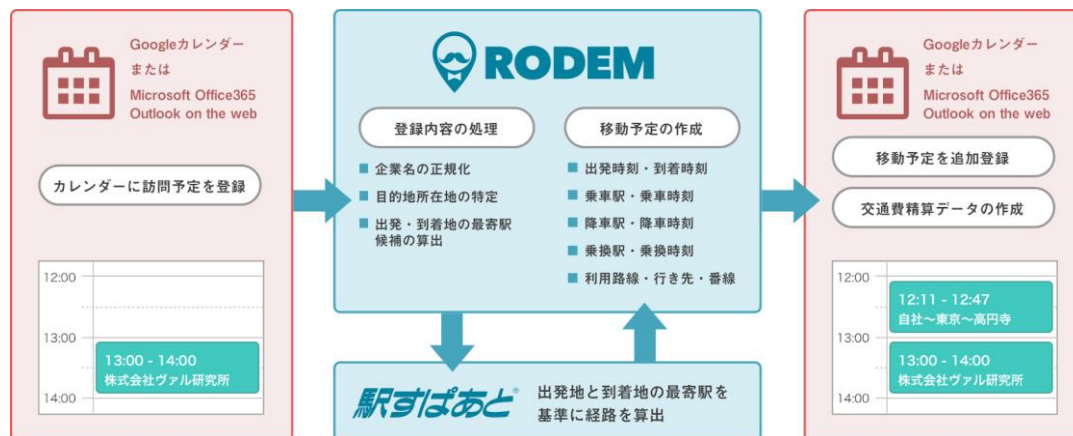 Googleカレンダー
または
Microsoft Office365
Outlook on the web
カレンダーに訪問予定を登録
12:00
13:00
13:00 - 14:00
株式会社ヴァル研究所
14:00
RODEM
登録内容の処理
企業名の正規化
目的地所在地の特定
出発・到着地の最寄駅
候補の算出
移動予定の作成
出発時刻・到着時刻
乗車駅・乗車時刻
降車駅・降車時刻
乗換駅・乗換時刻
利用路線・行き先・番線
駅すぱあと®
出発地と到着地の最寄駅を
基準に経路を算出
Googleカレンダー
または
Microsoft Office365
Outlook on the web
移動予定を追加登録
交通費精算データの作成
12:00
12:11 - 12:47
自社〜東京〜高円寺
13:00
13:00 - 14:00
株式会社ヴァル研究所
14:00